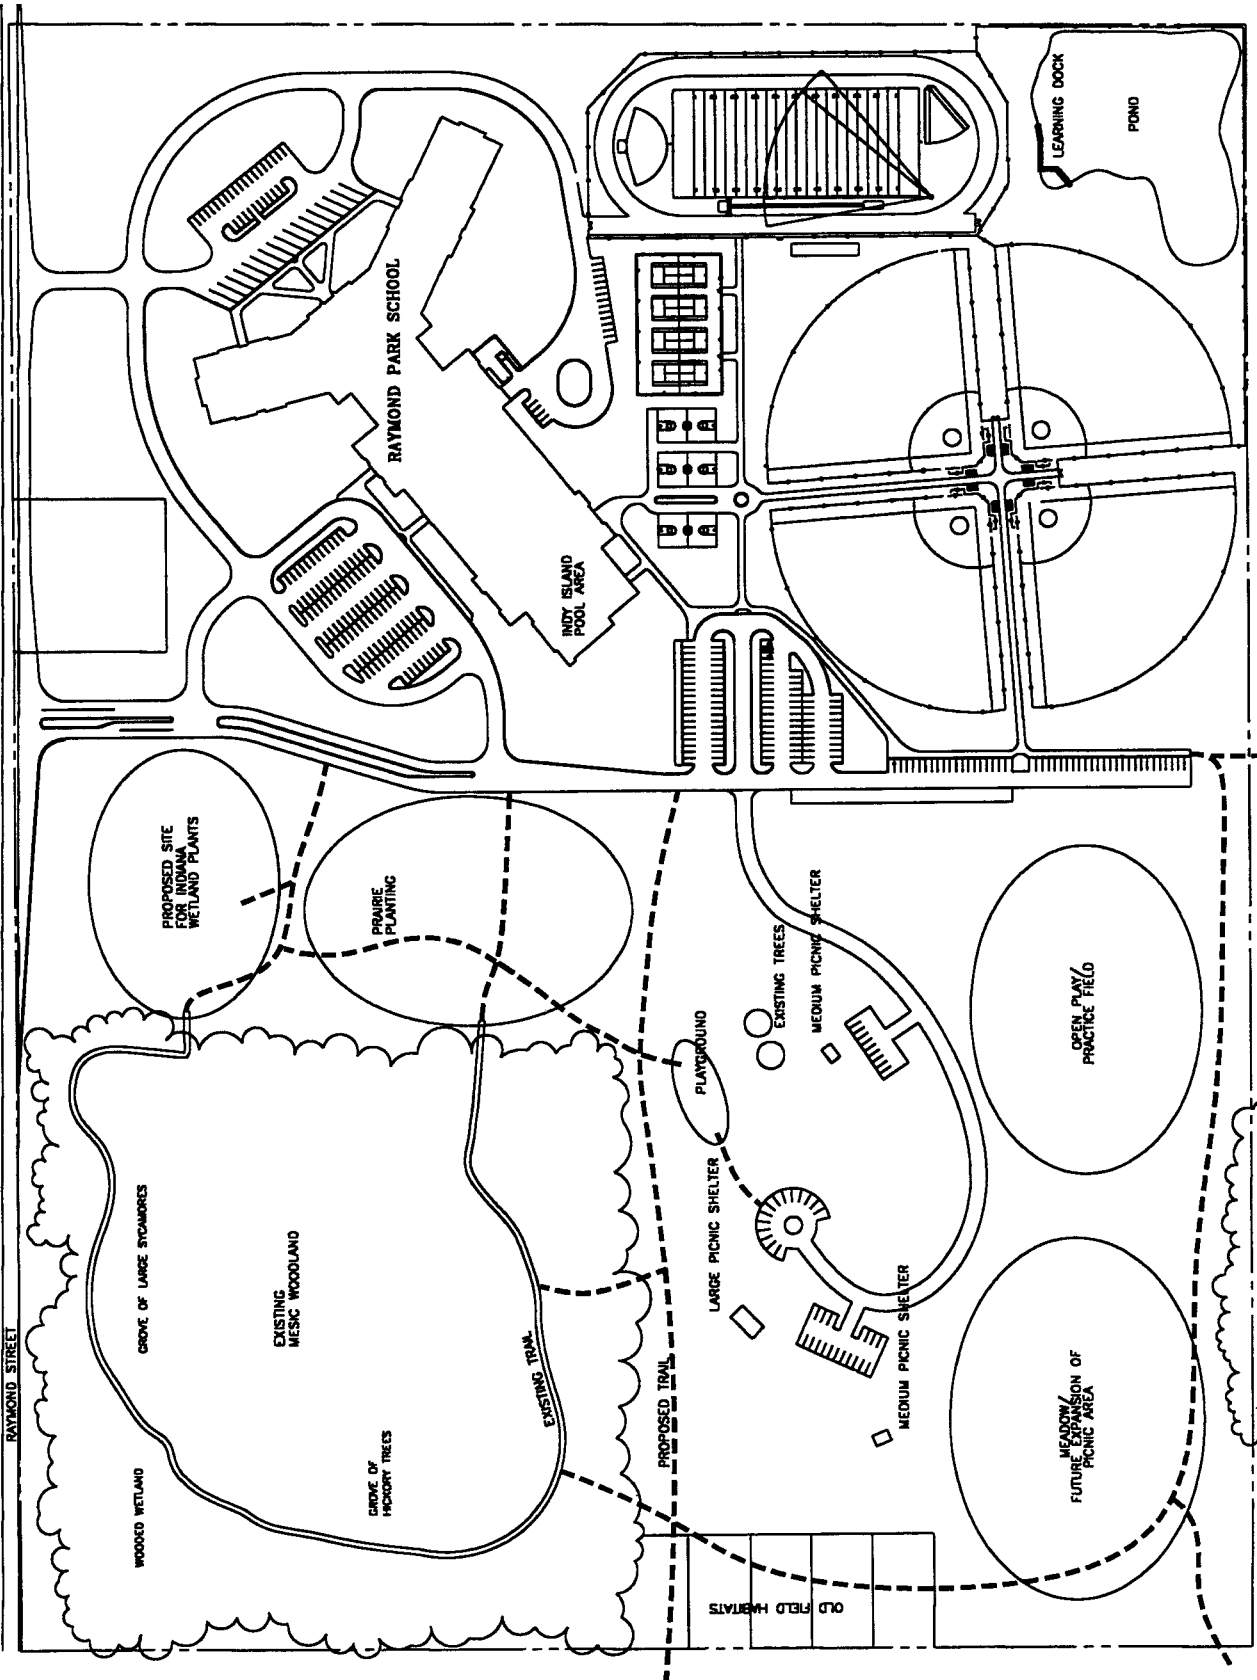 RAYMOND STREET
LEARNING DOCK
POND
RAYMOND PARK SCHOOL
INDY ISLAND
POOL AREA
PROPOSED SITE
FOR INDIANA
WETLAND PLANTS
PRAIRIE
PLANTING
EXISTING TREES
MEDIUM PICNIC SHELTER
PLAYGROUND
OPEN PLAY/
PRACTICE FIELD
LARGE PICNIC SHELTER
GROVE OF LARGE SYCAMORES
EXISTING
MESIC WOODLAND
EXISTING TRAIL
PROPOSED TRAIL
MEDIUM PICNIC SHELTER
MEADOW/
FUTURE EXPANSION OF
PICNIC AREA
GROVE OF
HICKORY TREES
WOODED WETLAND
OLD FIELD HABITATS